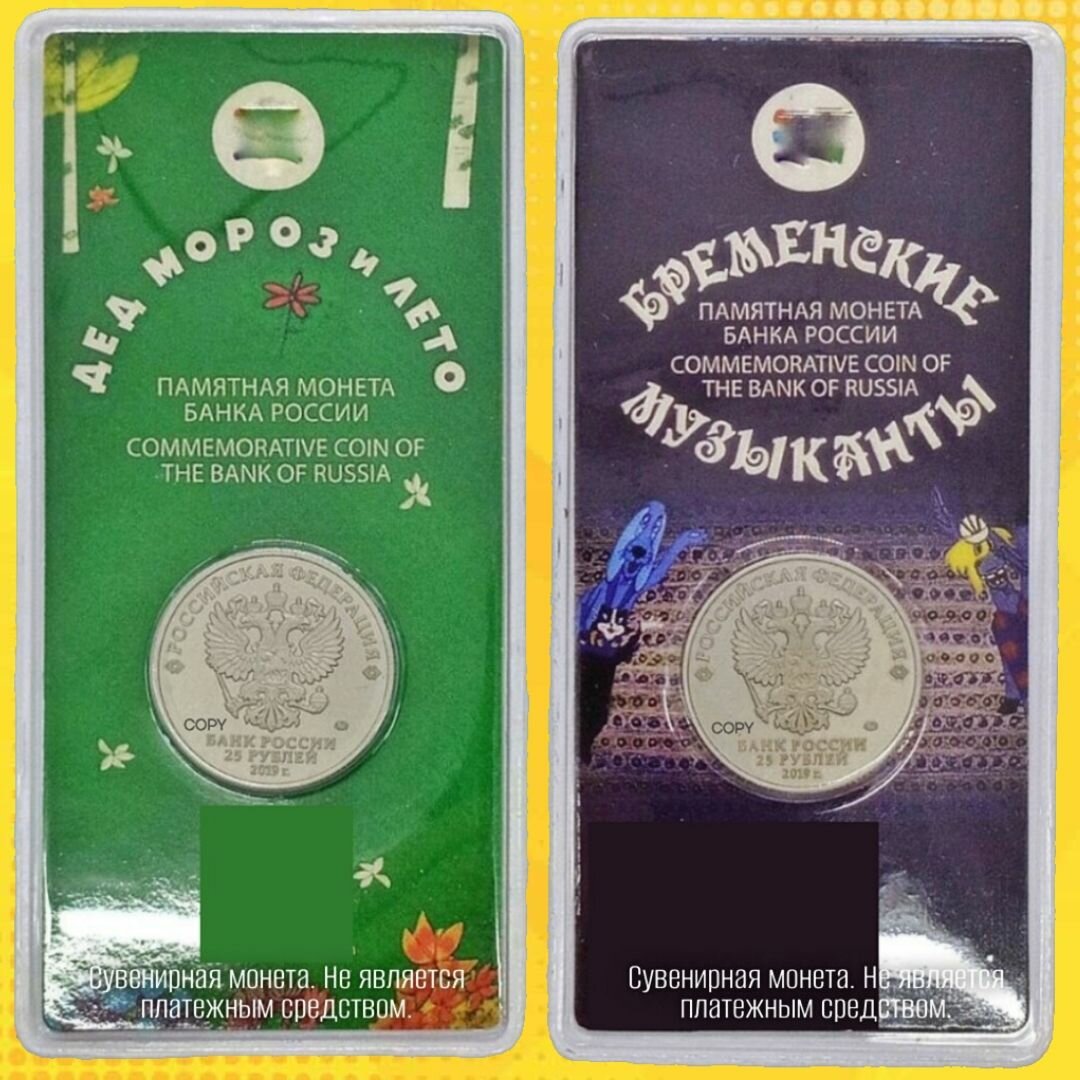 ДЕД МОРОЗ и ЛЕТО
ПАМЯТНАЯ МОНЕТА
БАНКА РОССИИ
COMMEMORATIVE COIN OF
THE BANK OF RUSSIA
РОССИЙСКАЯ ФЕДЕРАЦИЯ
COPY
БАНК РОССИИ
25 РУБЛЕЙ
2019 г.
Сувенирная монета. Не является
платежным средством.
БРЕМЕНСКИЕ
ПАМЯТНАЯ МОНЕТА
БАНКА РОССИИ
COMMEMORATIVE COIN OF
THE BANK OF RUSSIA
МУЗЫКАНТЫ
РОССИЙСКАЯ ФЕДЕРАЦИЯ
COPY
БАНК РОССИИ
25 РУБЛЕЙ
2019 г.
Сувенирная монета. Не является
платежным средством.